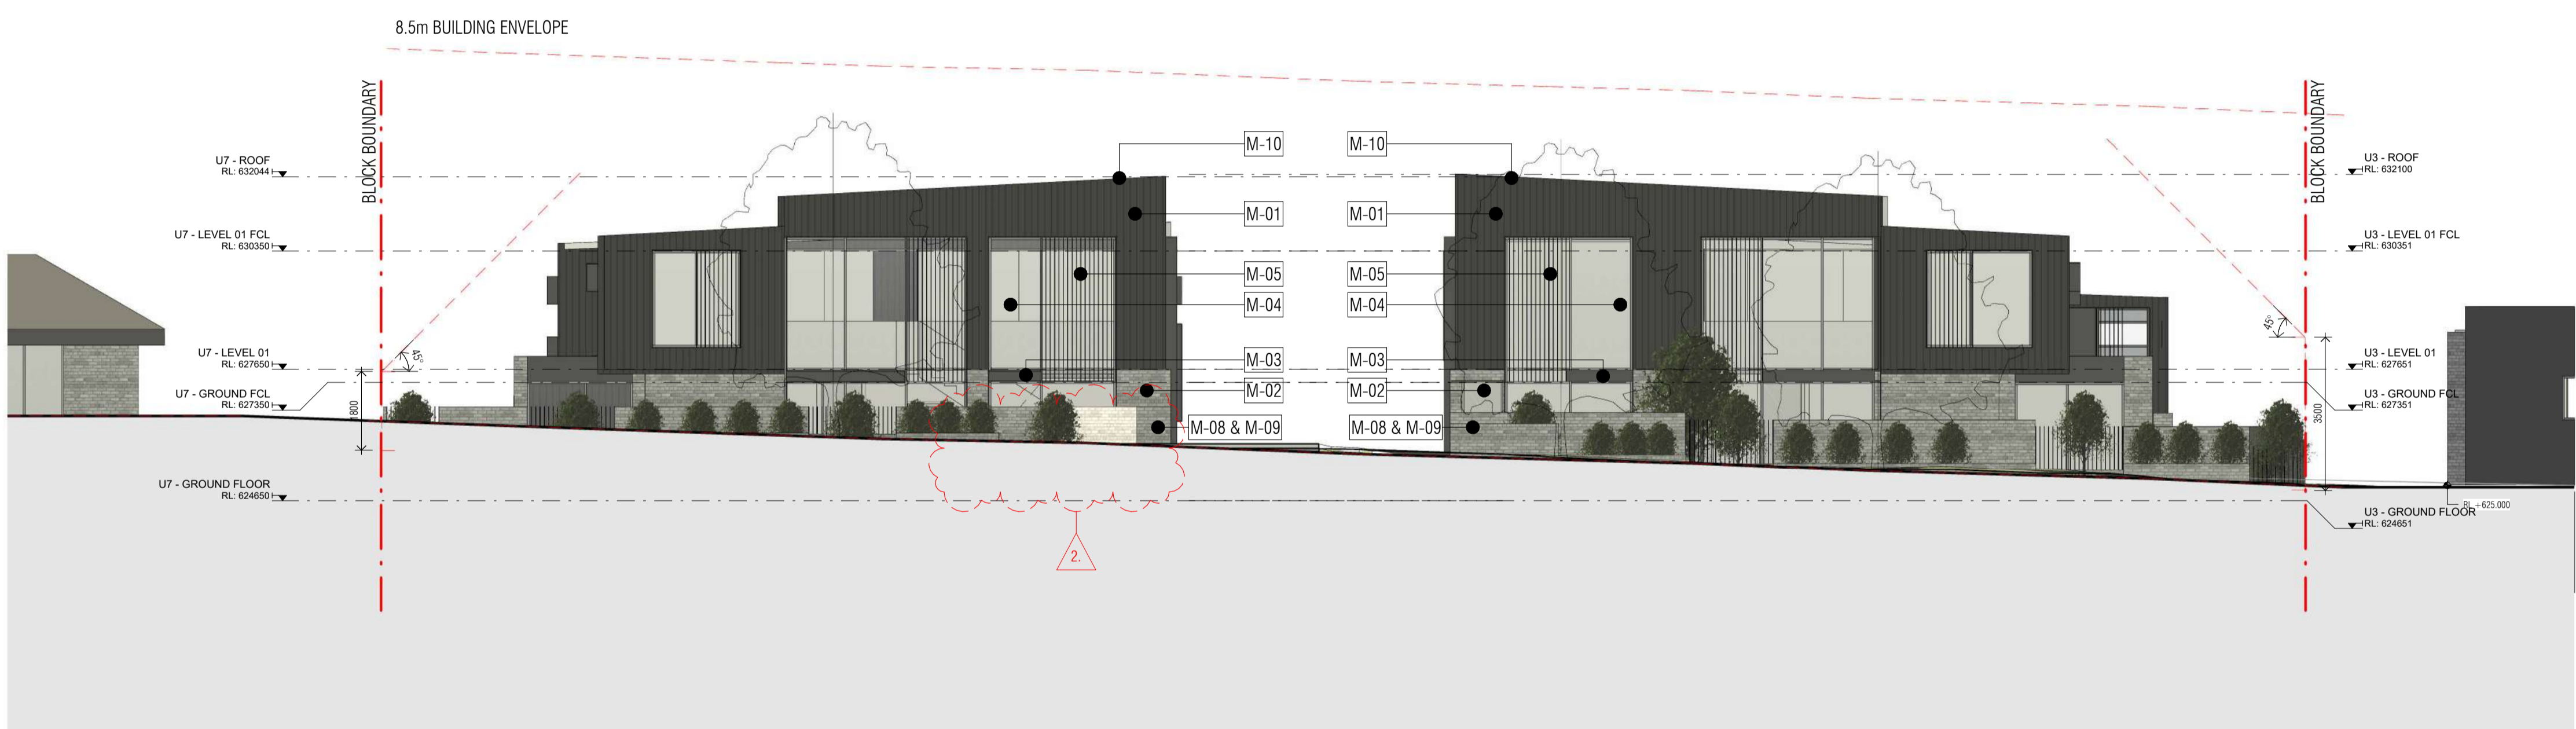 8.5m BUILDING ENVELOPE
BLOCK BOUNDARY
BLOCK BOUNDARY
U7 - ROOF
RL: 632044
U7 - LEVEL 01 FCL
RL: 630350
U7 - LEVEL 01
RL: 627650
U7 - GROUND FCL
RL: 627350
U7 - GROUND FLOOR
RL: 624650
45°
1800
M-10
M-01
M-05
M-04
M-03
M-02
M-08 & M-09
2.
M-10
M-01
M-05
M-04
M-03
M-02
M-08 & M-09
45°
3500
U3 - ROOF
RL: 632100
U3 - LEVEL 01 FCL
RL: 630351
U3 - LEVEL 01
RL: 627651
U3 - GROUND FCL
RL: 627351
RL +625.000
U3 - GROUND FLOOR
RL: 624651